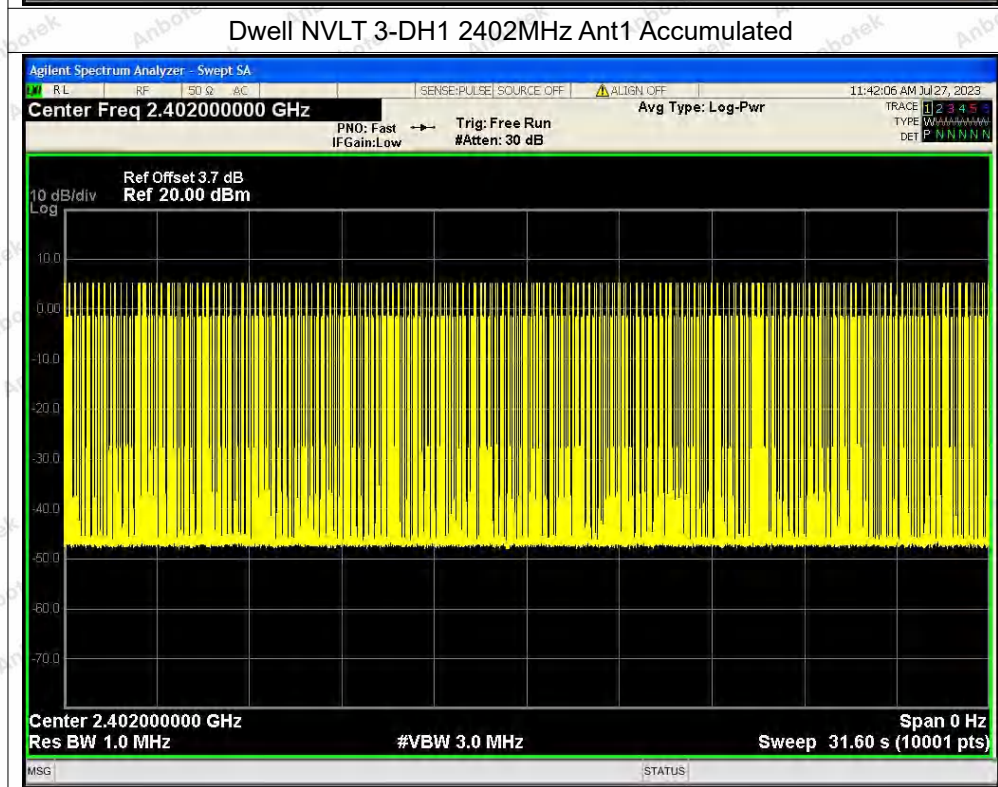 Dwell NVLT 3-DH1 2402MHz Ant1 Accumulated
Agilent Spectrum Analyzer - Swept SA
RL RF 50 Ω AC SENSE:PULSE SOURCE OFF ALIGN OFF 11:42:06 AM Jul 27, 2023
Center Freq 2.402000000 GHz Avg Type: Log-Pwr TRACE 1 2 3 4 5 6
PNO: Fast Trig: Free Run TYPE WWWWWW
IFGain:Low #Atten: 30 dB DET P N N N N N
Ref Offset 3.7 dB
10 dB/div Ref 20.00 dBm
Log
10.0
0.00
-10.0
-20.0
-30.0
-40.0
-50.0
-60.0
-70.0
Center 2.402000000 GHz Span 0 Hz
Res BW 1.0 MHz #VBW 3.0 MHz Sweep 31.60 s (10001 pts)
MSG STATUS
Anbotek